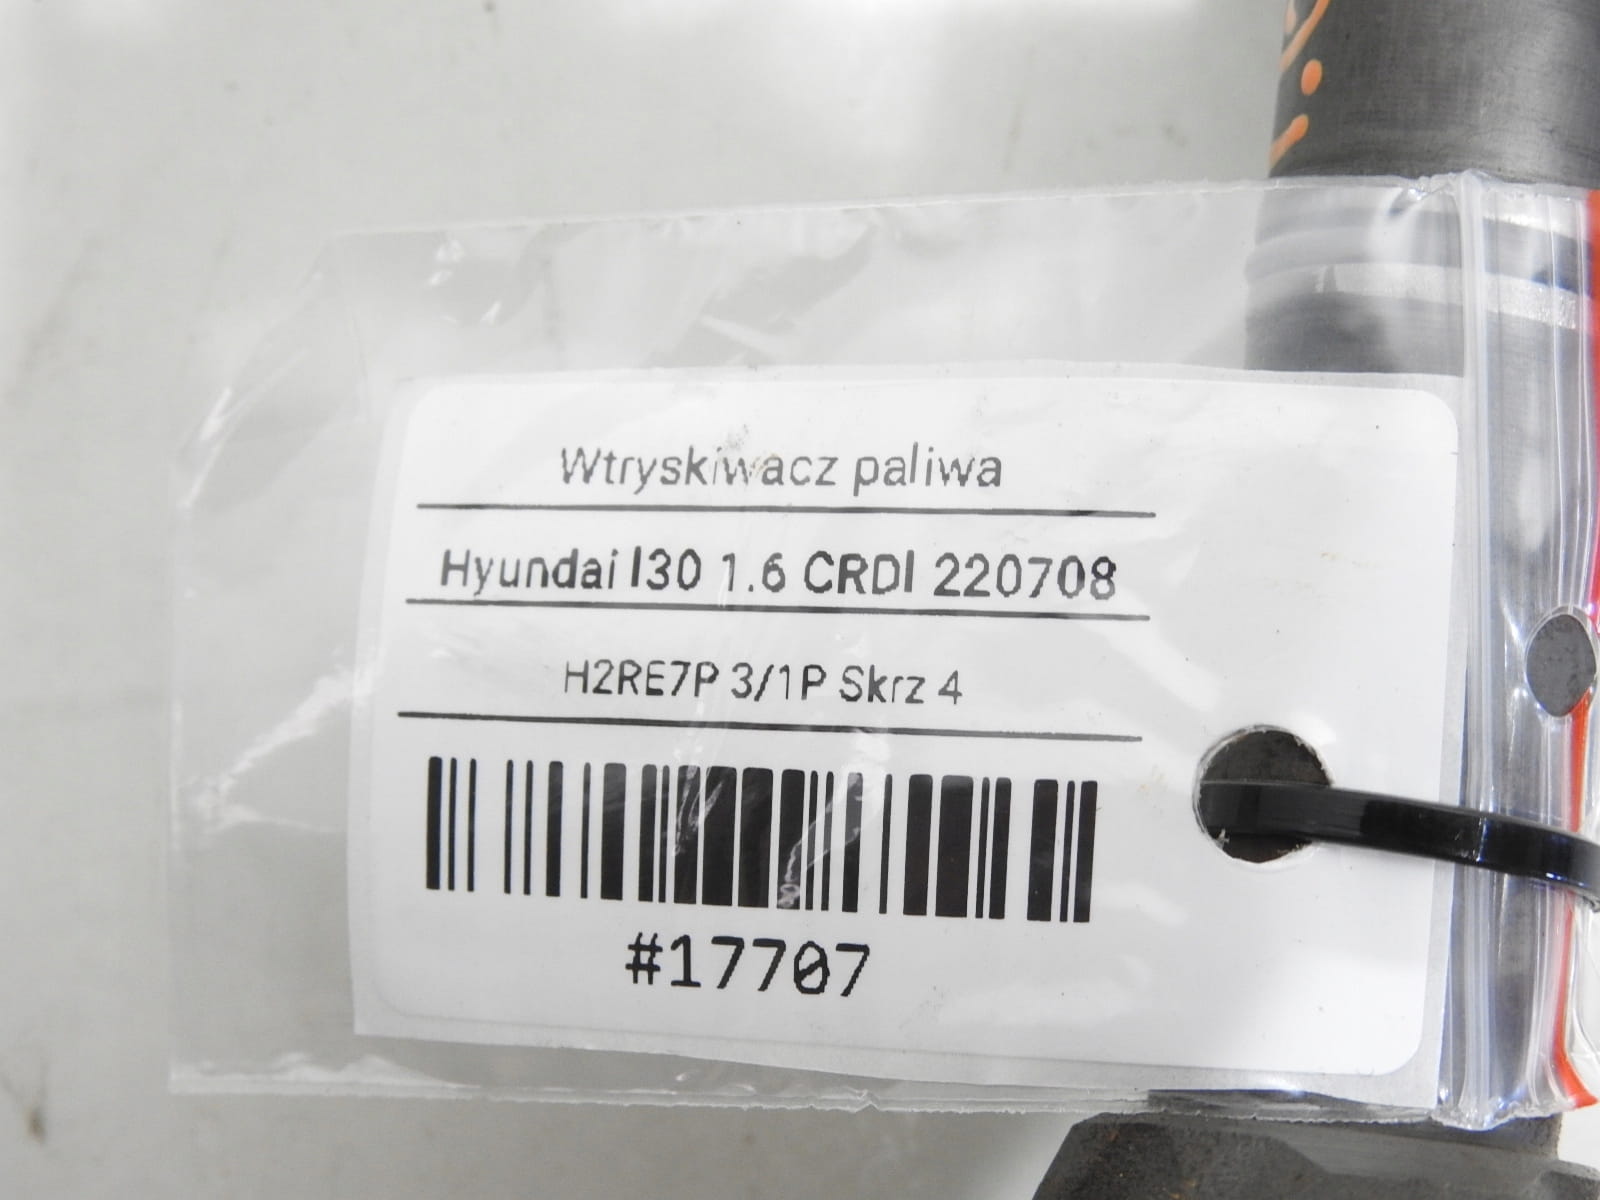 Wtryskiwacz paliwa
Hyundai I30 1.6 CRDI 220708
H2RE7P 3/1P Skrz 4
#17707